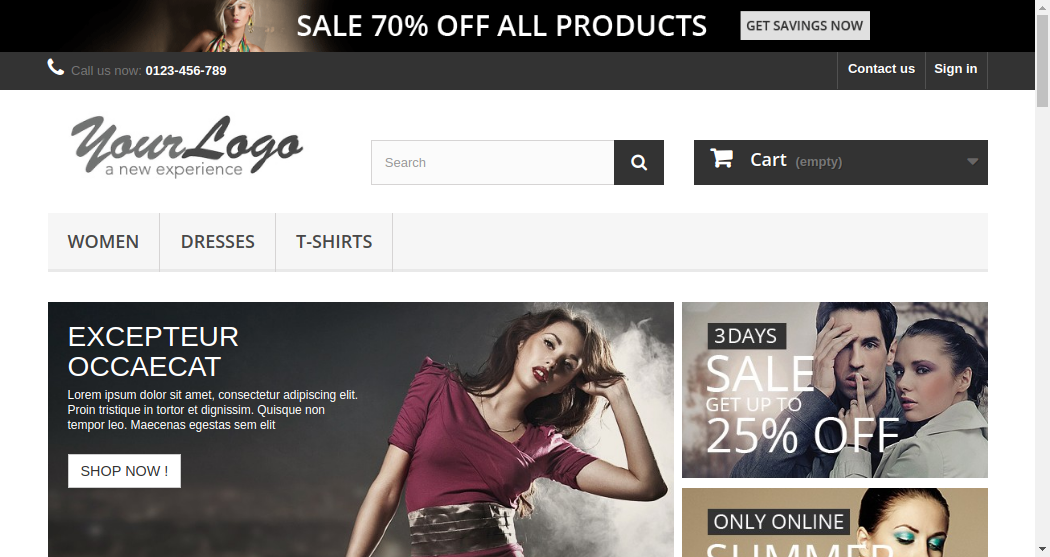 SALE 70% OFF ALL PRODUCTS GET SAVINGS NOW
Call us now: 0123-456-789 Contact us Sign in
YourLogo
a new experience
Search
Cart (empty)
WOMEN DRESSES T-SHIRTS
EXCEPTEUR
OCCAECAT
Lorem ipsum dolor sit amet, consectetur adipiscing elit.
Proin tristique in tortor et dignissim. Quisque non
tempor leo. Maecenas egestas sem elit
SHOP NOW !
3 DAYS
SALE
GET UP TO
25% OFF
ONLY ONLINE
SUMMER